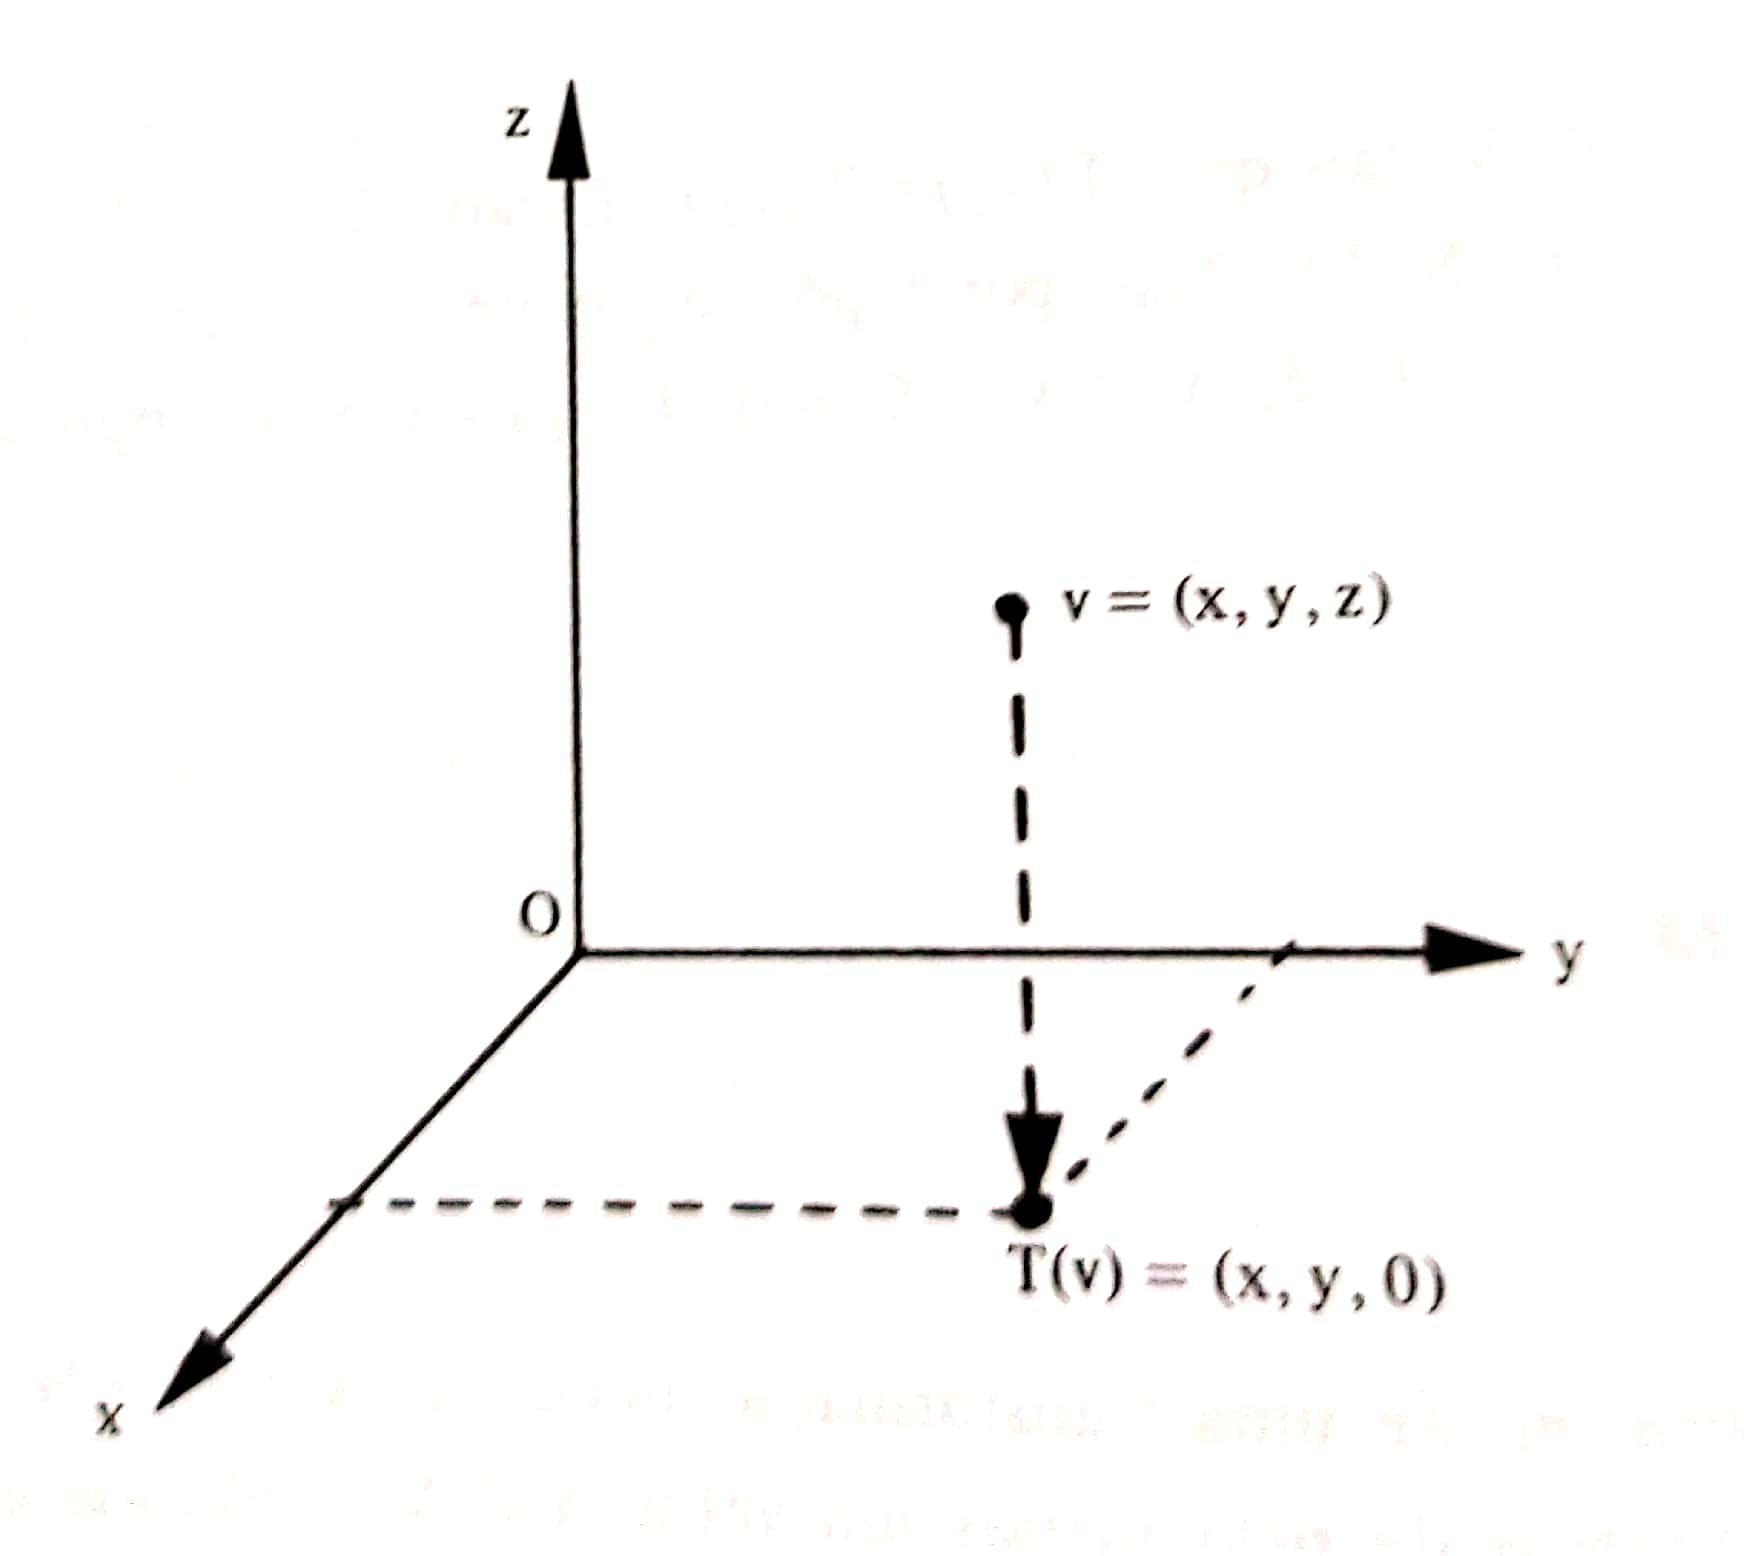 z
v = (x, y, z)
O
y
T(v) = (x, y, 0)
x